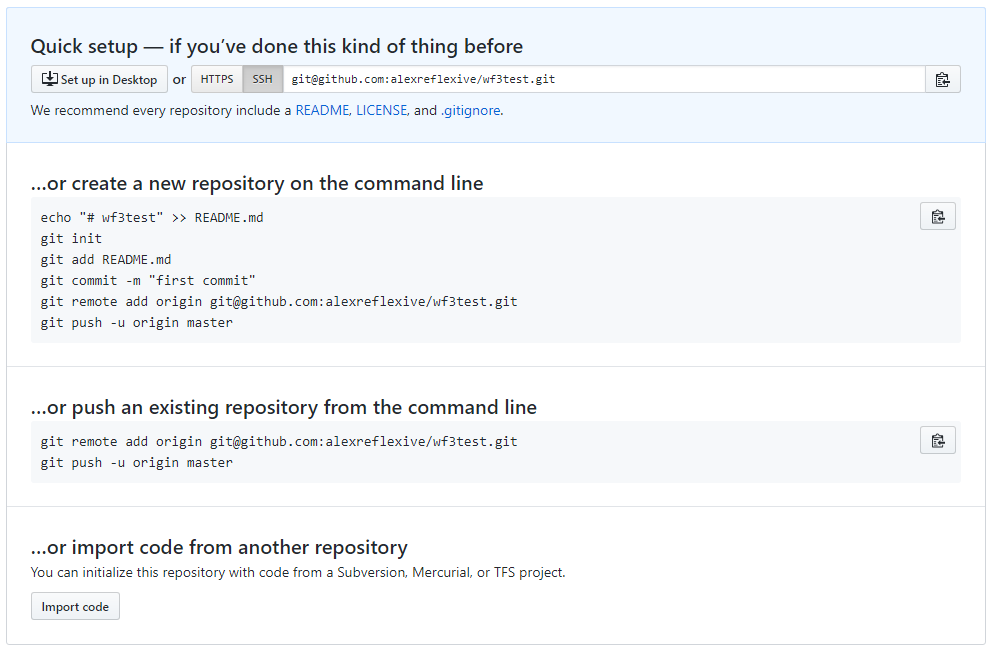 Quick setup — if you’ve done this kind of thing before
Set up in Desktop or HTTPS SSH git@github.com:alexreflexive/wf3test.git
We recommend every repository include a README, LICENSE, and .gitignore.
…or create a new repository on the command line
echo "# wf3test" >> README.md
git init
git add README.md
git commit -m "first commit"
git remote add origin git@github.com:alexreflexive/wf3test.git
git push -u origin master
…or push an existing repository from the command line
git remote add origin git@github.com:alexreflexive/wf3test.git
git push -u origin master
…or import code from another repository
You can initialize this repository with code from a Subversion, Mercurial, or TFS project.
Import code